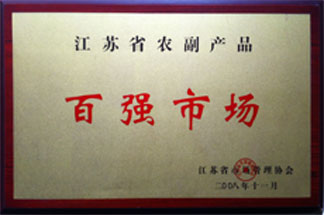 江苏省农副产品
百强市场
江苏省市场管理协会
二〇〇八年十一月